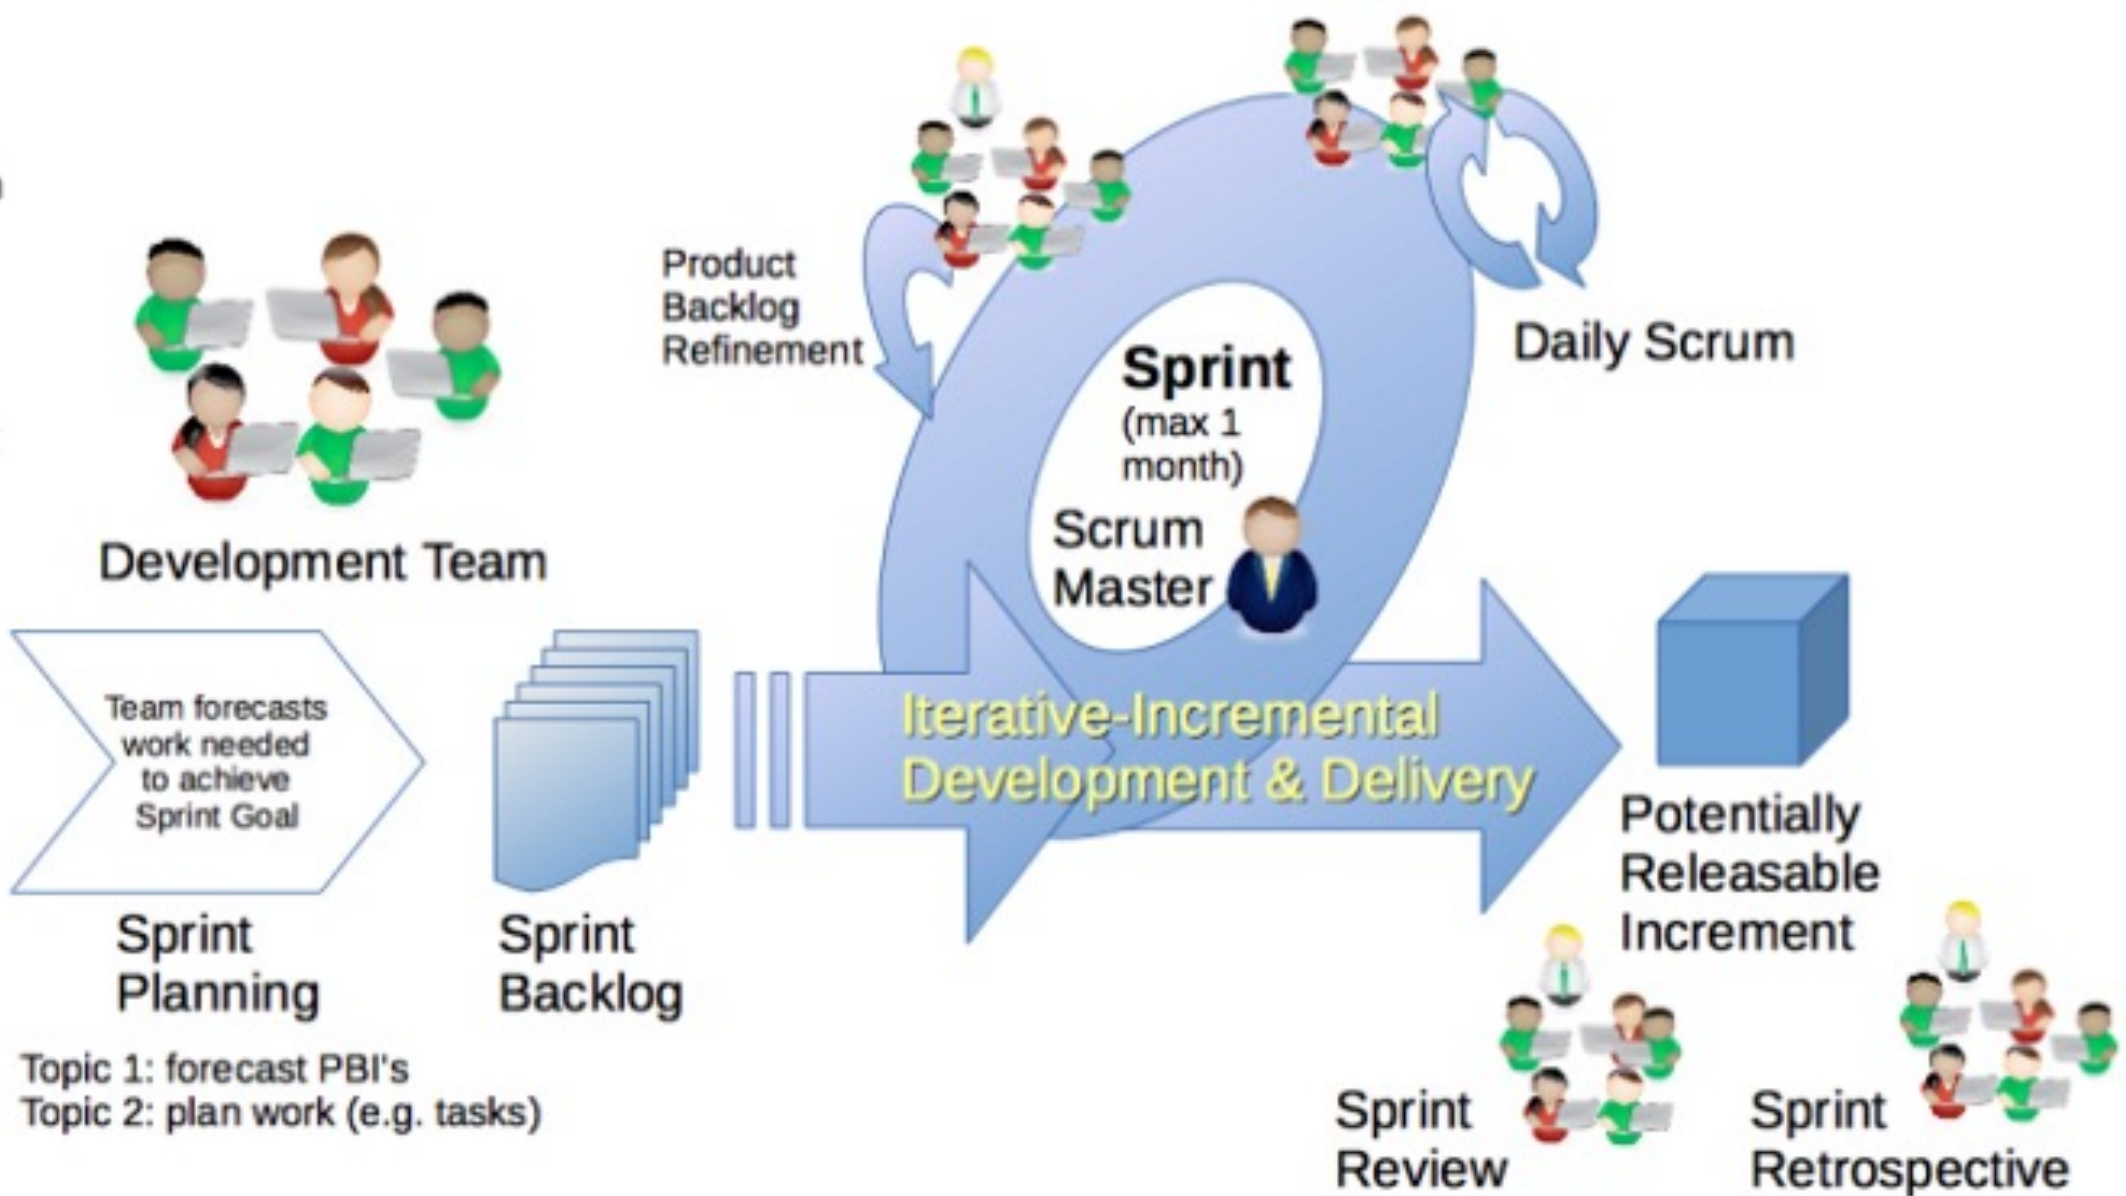 Development Team
Team forecasts
work needed
to achieve
Sprint Goal
Sprint
Planning
Topic 1: forecast PBI's
Topic 2: plan work (e.g. tasks)
Sprint
Backlog
Product
Backlog
Refinement
Sprint
(max 1
month)
Scrum
Master
Daily Scrum
Iterative-Incremental
Development & Delivery
Potentially
Releasable
Increment
Sprint
Review
Sprint
Retrospective